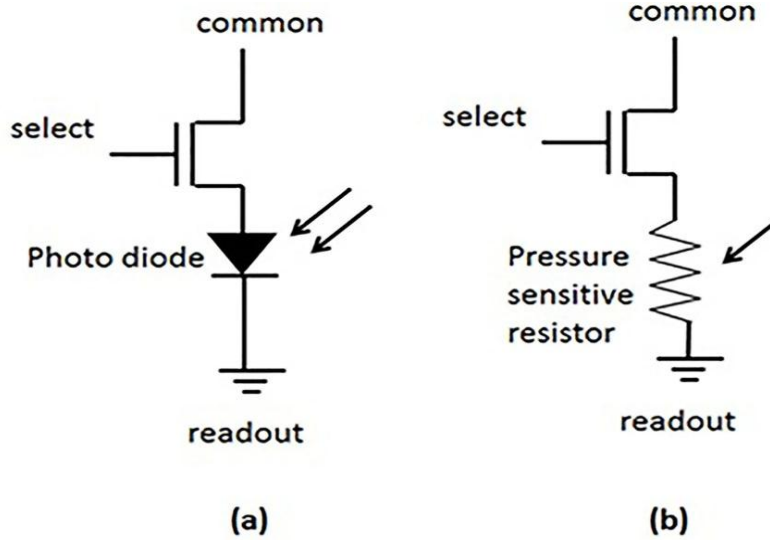 common
select
Photo diode
readout
(a)
common
select
Pressure
sensitive
resistor
readout
(b)